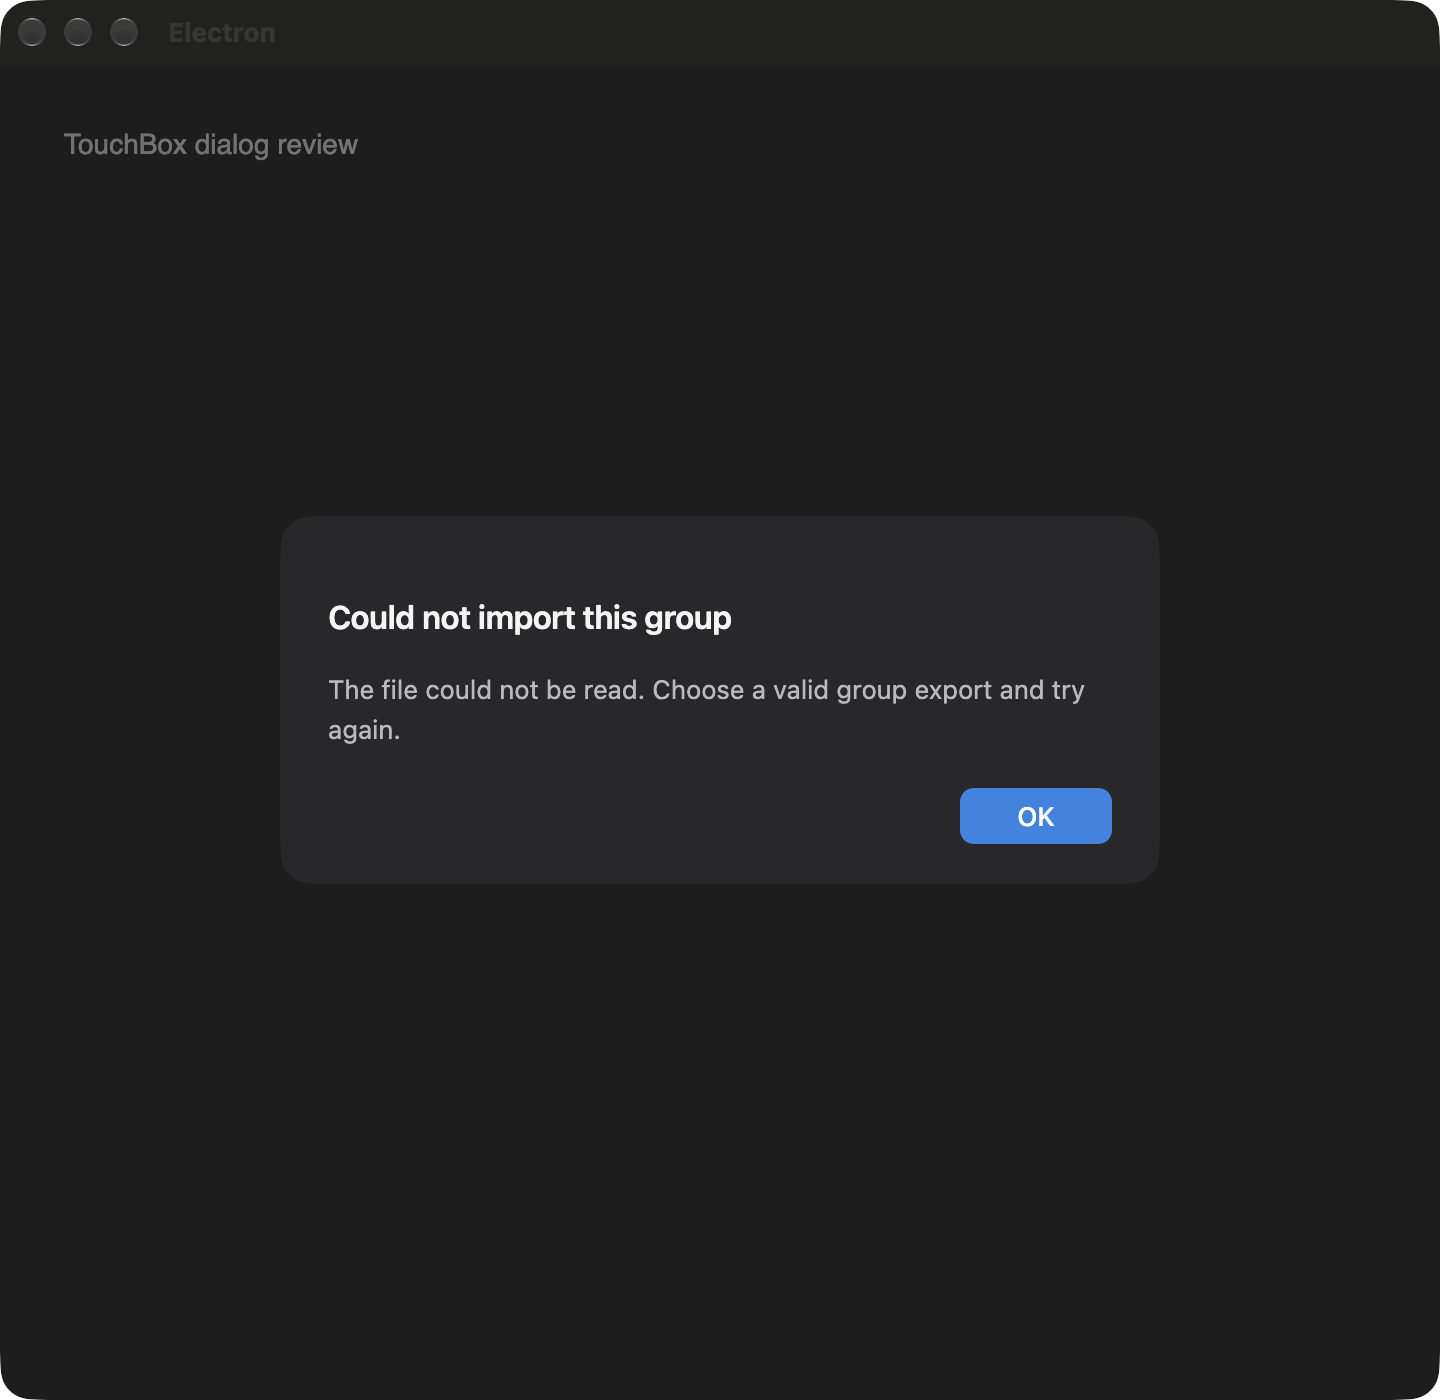 Electron
TouchBox dialog review
Could not import this group
The file could not be read. Choose a valid group export and try
again.
OK